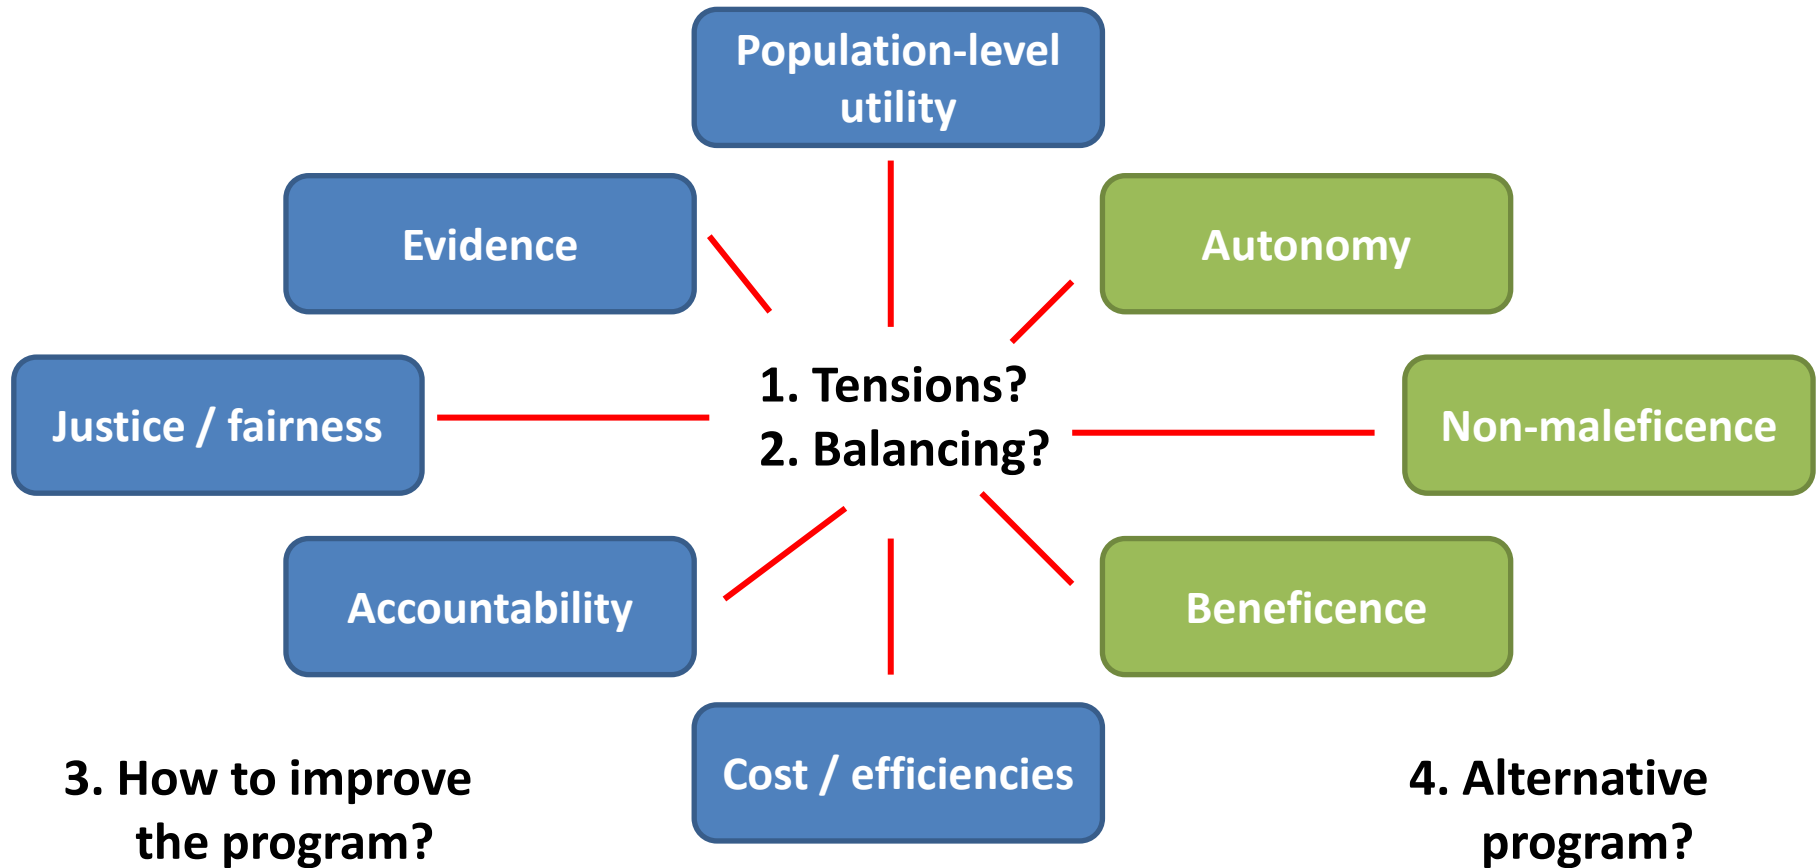 Population-level
utility
Evidence
Autonomy
Justice / fairness
1. Tensions?
2. Balancing?
Non-maleficence
Accountability
Beneficence
Cost / efficiencies
3. How to improve
the program?
4. Alternative
program?